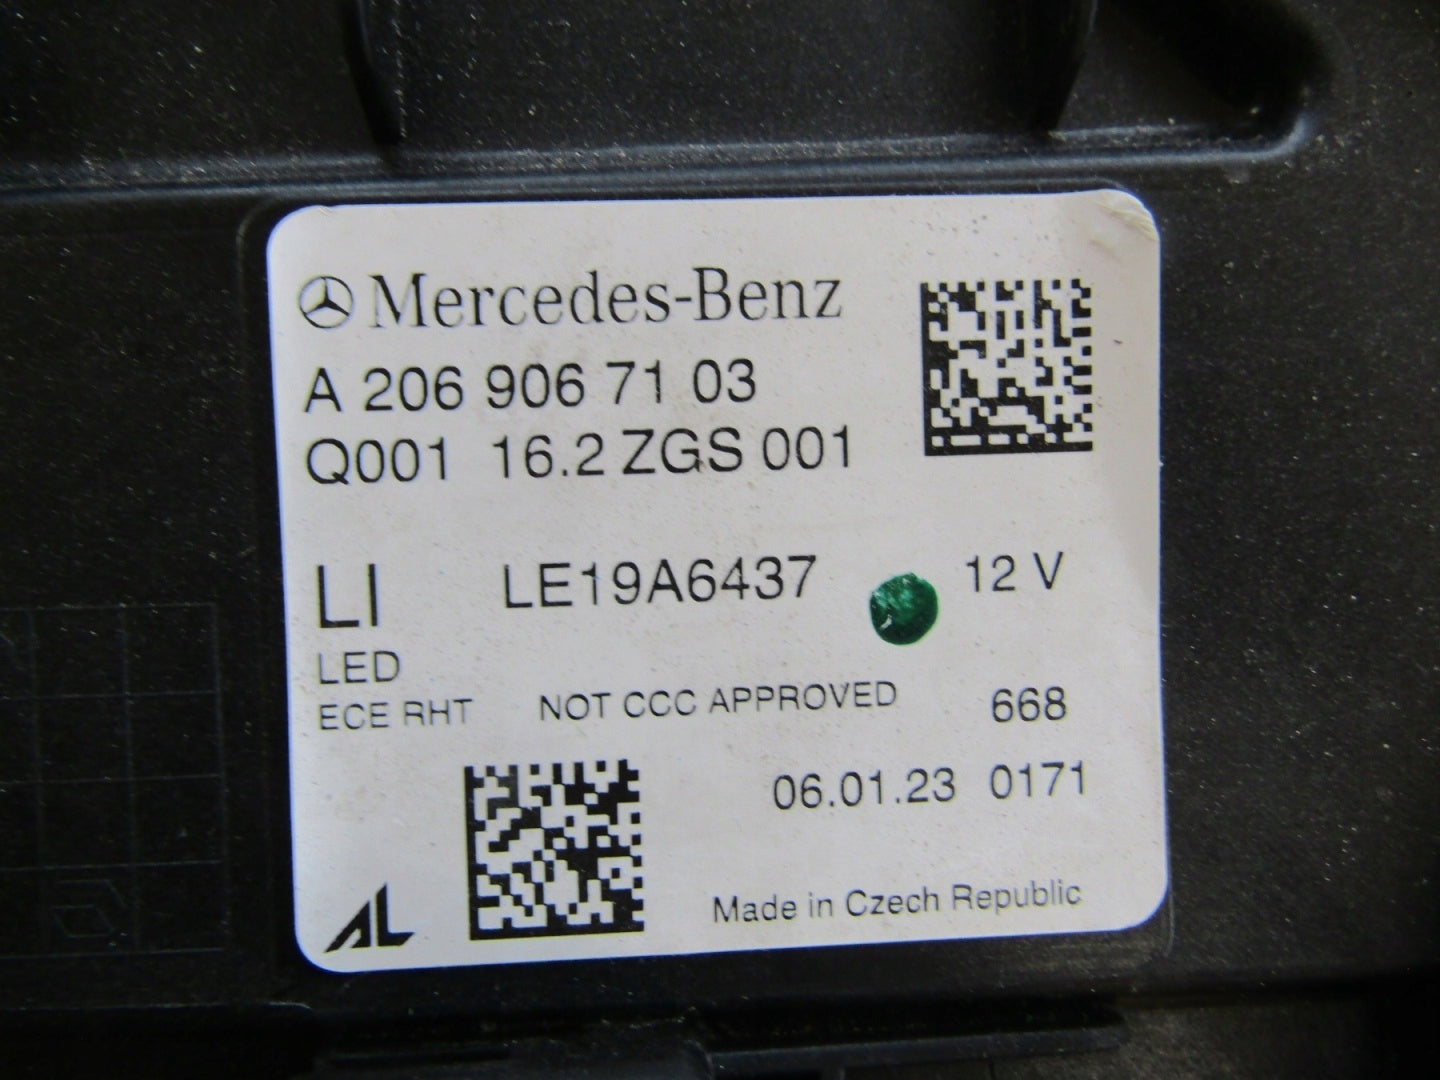 Mercedes-Benz
A 206 906 71 03
Q001 16.2 ZGS 001
LI LE19A6437 12 V
LED
ECE RHT NOT CCC APPROVED 668
06.01.23 0171
AL Made in Czech Republic